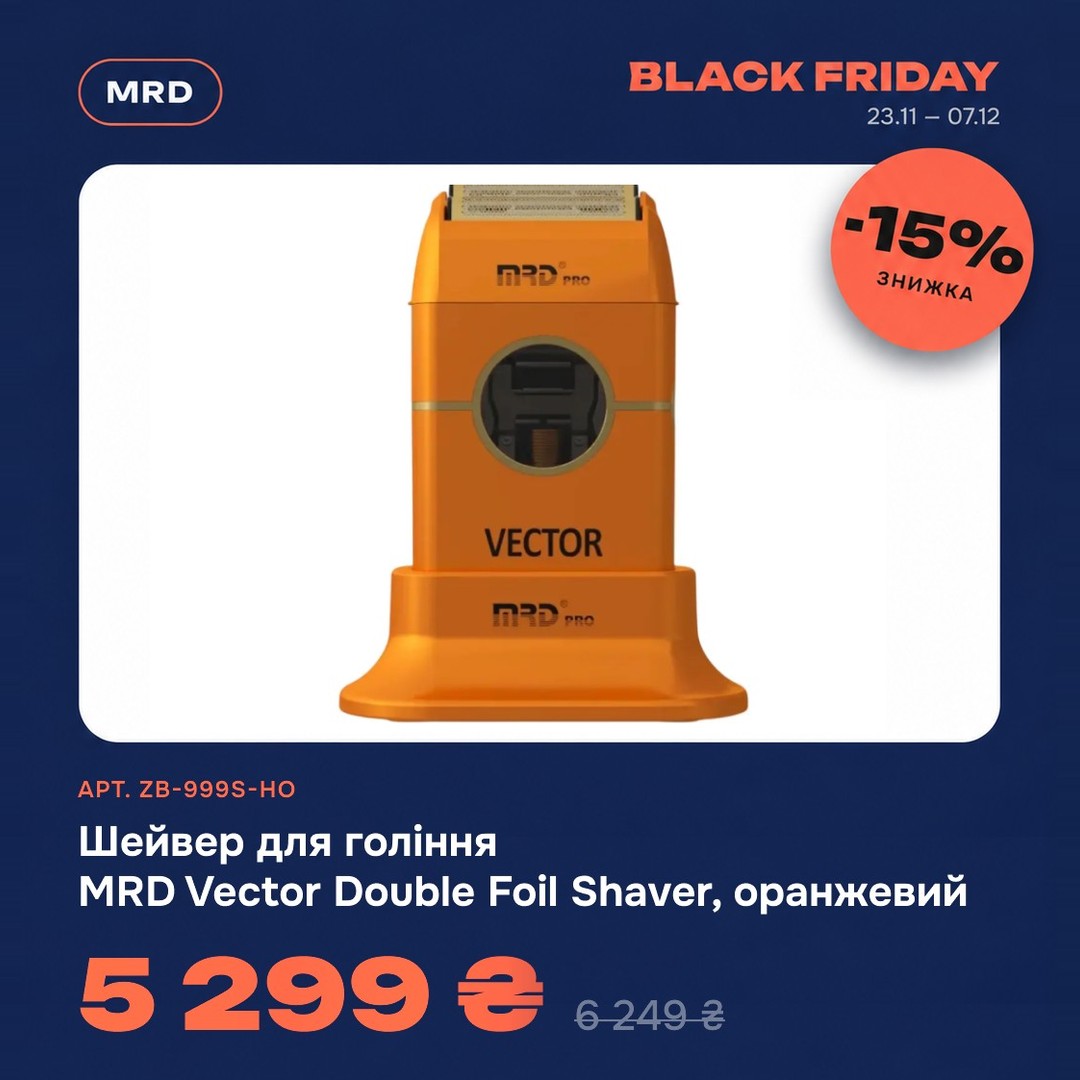 MRD
BLACK FRIDAY
23.11 – 07.12
-15%
ЗНИЖКА
MRD® PRO
VECTOR
MRD® PRO
АРТ. ZB-999S-HO
Шейвер для гоління
MRD Vector Double Foil Shaver, оранжевий
5 299 ₴
6 249 ₴